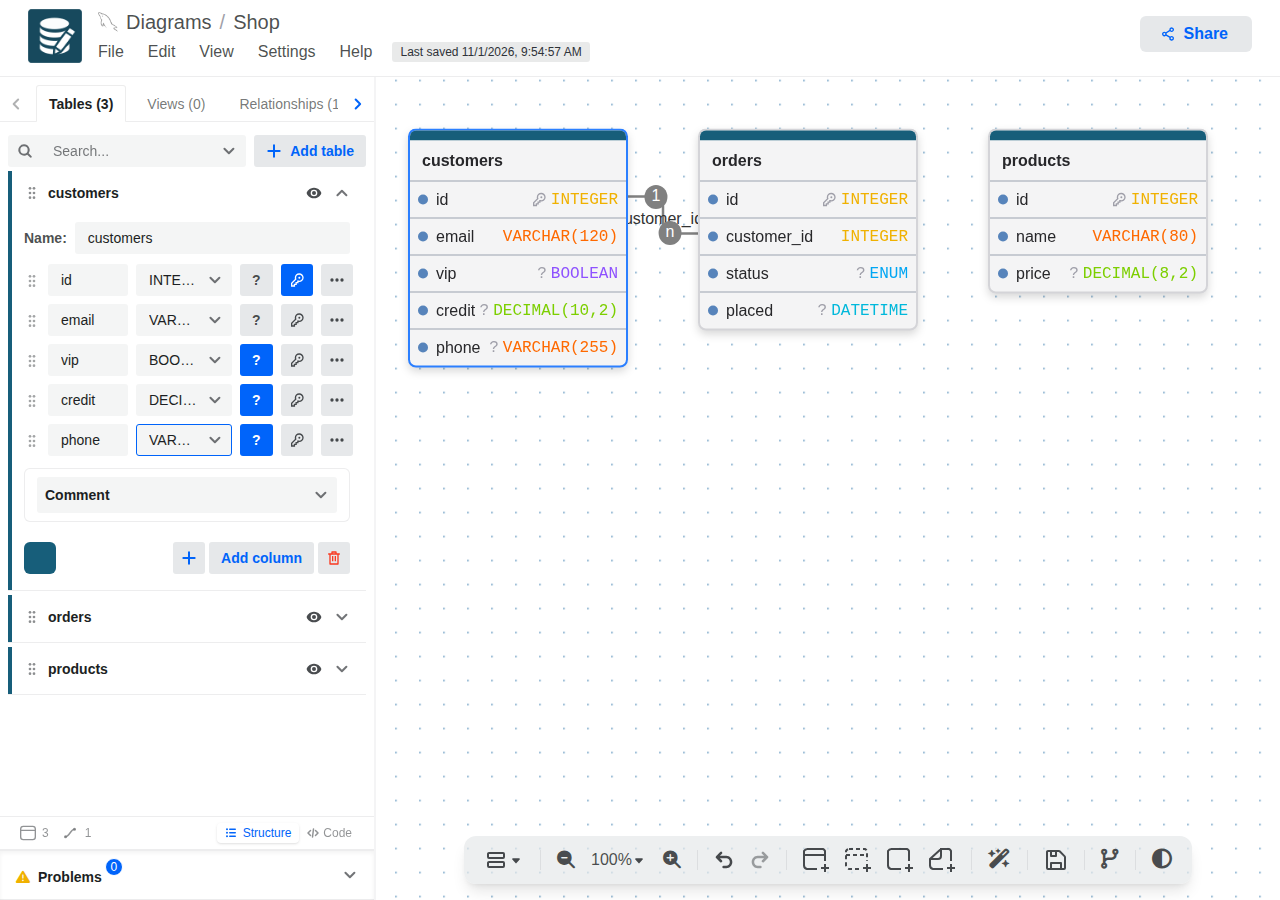 Diagrams / Shop
File Edit View Settings Help Last saved 11/1/2026, 9:54:57 AM
Share
Tables (3) Views (0) Relationships (1
Search...
Add table
customers
Name: customers
id INTE... ?
email VAR... ?
vip BOO... ?
credit DECI... ?
phone VAR... ?
Comment
Add column
orders
products
3 1 Structure Code
Problems 0
customers
id INTEGER
email VARCHAR(120)
vip ? BOOLEAN
credit ? DECIMAL(10,2)
phone ? VARCHAR(255)
1
ustomer_id
n
orders
id INTEGER
customer_id INTEGER
status ? ENUM
placed ? DATETIME
products
id INTEGER
name VARCHAR(80)
price ? DECIMAL(8,2)
100%